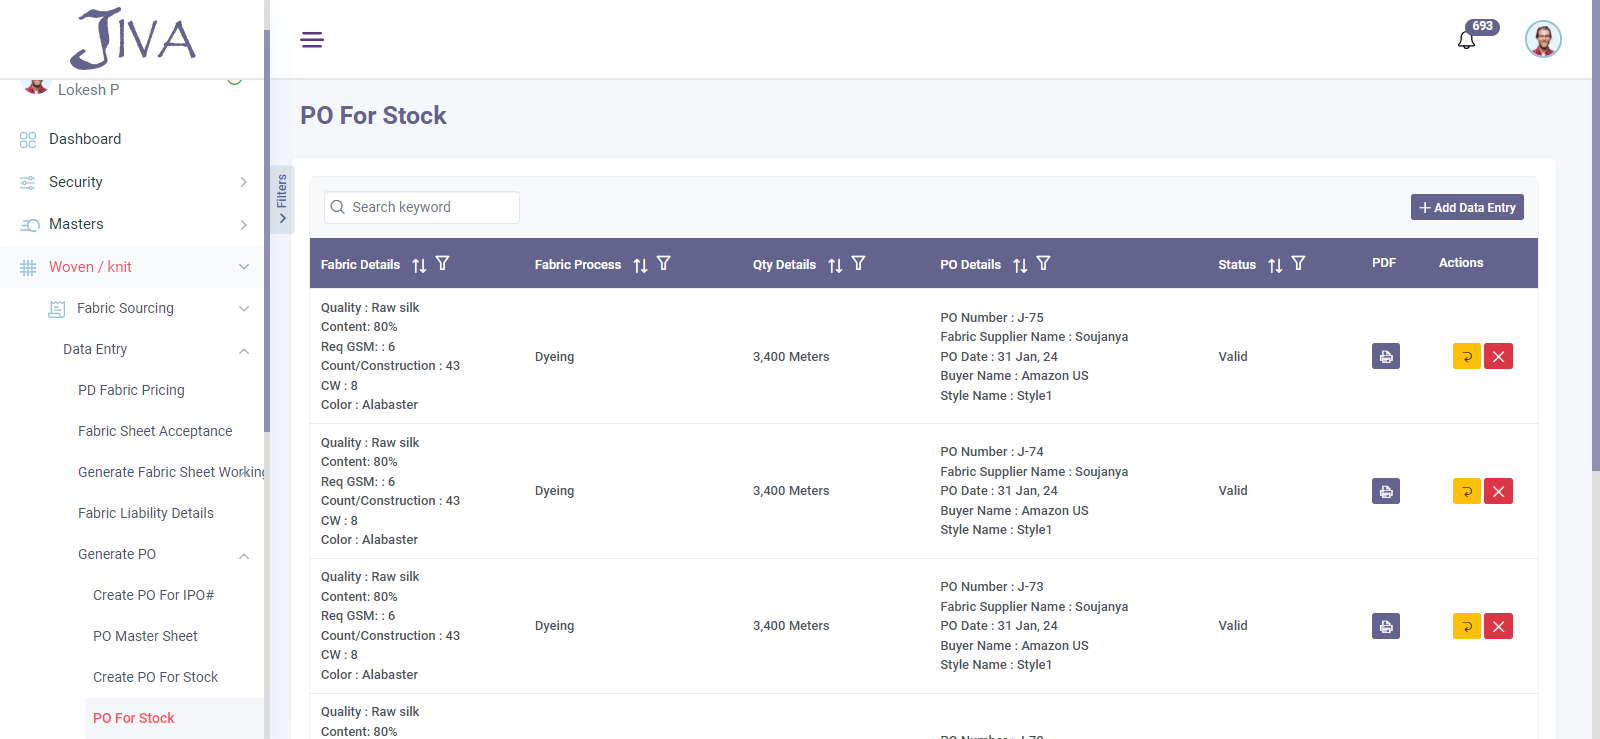 JIVA
693
Lokesh P
Dashboard
Security
Masters
Woven / knit
Fabric Sourcing
Data Entry
PD Fabric Pricing
Fabric Sheet Acceptance
Generate Fabric Sheet Working
Fabric Liability Details
Generate PO
Create PO For IPO#
PO Master Sheet
Create PO For Stock
PO For Stock
Filters
PO For Stock
Search keyword
Add Data Entry
Fabric Details Fabric Process Qty Details PO Details Status PDF Actions
Quality : Raw silk
Content: 80%
Req GSM: : 6
Count/Construction : 43
CW : 8
Color : Alabaster
Dyeing
3,400 Meters
PO Number : J-75
Fabric Supplier Name : Soujanya
PO Date : 31 Jan, 24
Buyer Name : Amazon US
Style Name : Style1
Valid
Quality : Raw silk
Content: 80%
Req GSM: : 6
Count/Construction : 43
CW : 8
Color : Alabaster
Dyeing
3,400 Meters
PO Number : J-74
Fabric Supplier Name : Soujanya
PO Date : 31 Jan, 24
Buyer Name : Amazon US
Style Name : Style1
Valid
Quality : Raw silk
Content: 80%
Req GSM: : 6
Count/Construction : 43
CW : 8
Color : Alabaster
Dyeing
3,400 Meters
PO Number : J-73
Fabric Supplier Name : Soujanya
PO Date : 31 Jan, 24
Buyer Name : Amazon US
Style Name : Style1
Valid
Quality : Raw silk
Content: 80%
PO Number :